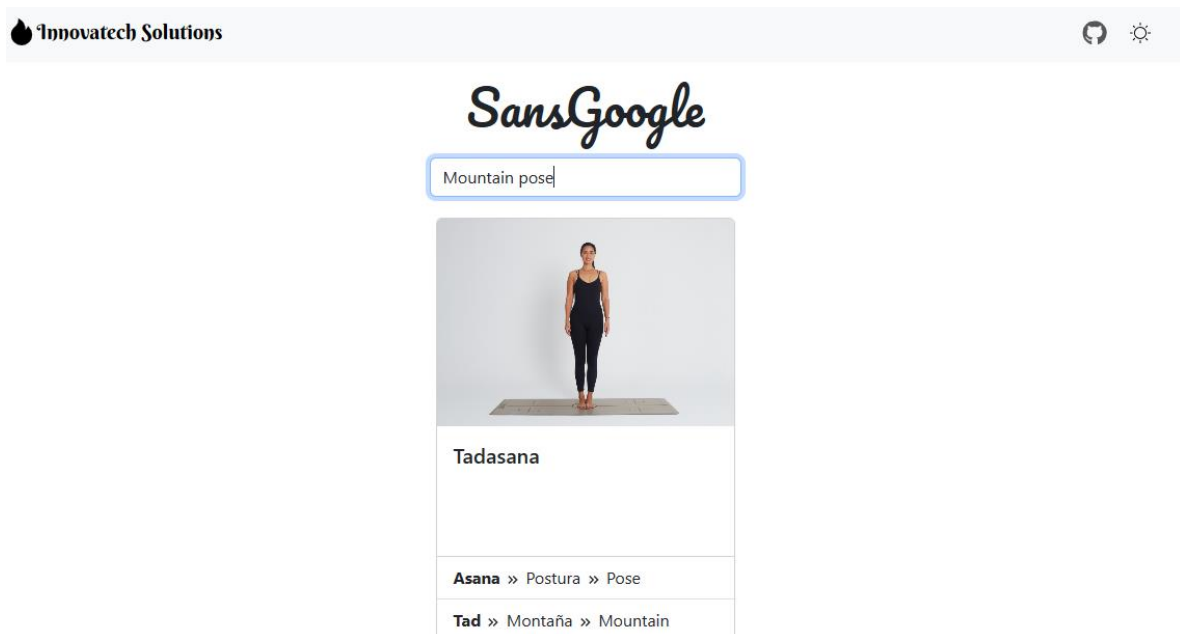 Innovatech Solutions
SansGoogle
Mountain pose
Tadasana
Asana » Postura » Pose
Tad » Montaña » Mountain